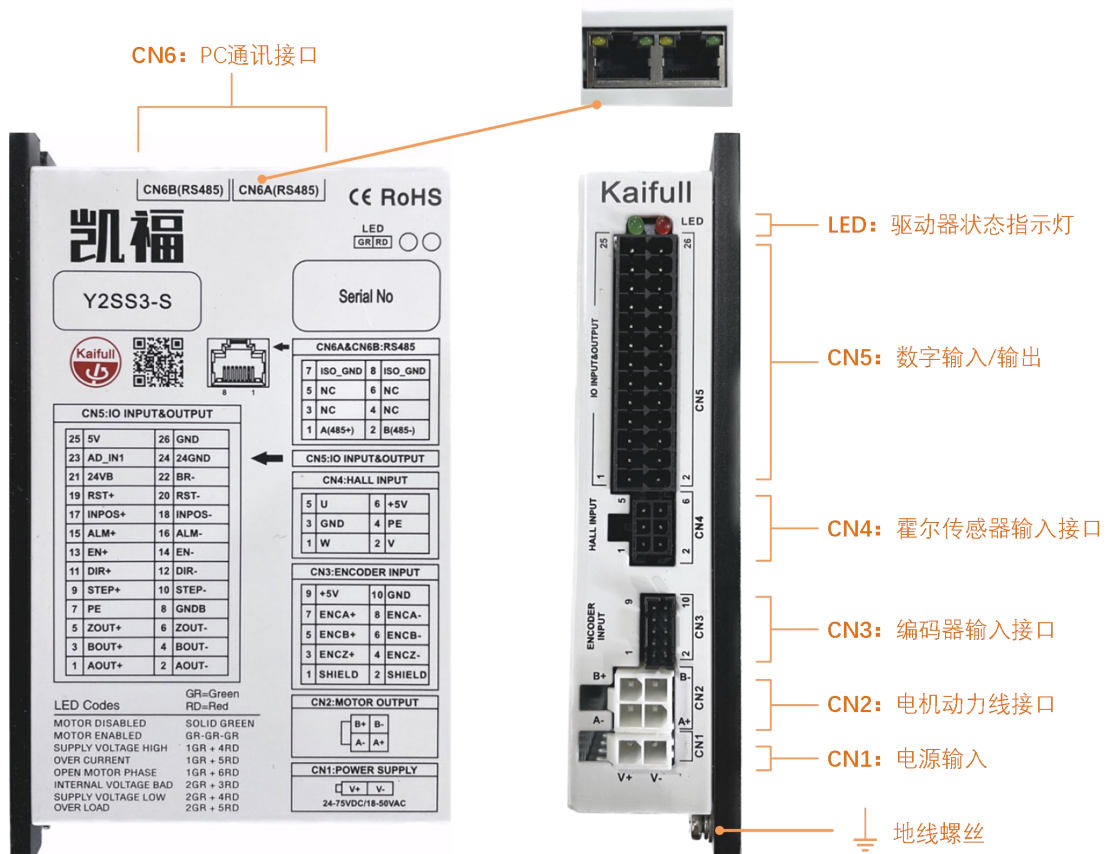 CN6：PC通讯接口
CN6B(RS485) CN6A(RS485)
CE RoHS
凯福
LED
GR RD
Y2SS3-S
Serial No
Kaifull
8 1
CN6A&CN6B:RS485
7 ISO_GND 8 ISO_GND
5 NC 6 NC
3 NC 4 NC
1 A(485+) 2 B(485-)
CN5:IO INPUT&OUTPUT
25 5V 26 GND
23 AD_IN1 24 24GND
21 24VB 22 BR-
19 RST+ 20 RST-
17 INPOS+ 18 INPOS-
15 ALM+ 16 ALM-
13 EN+ 14 EN-
11 DIR+ 12 DIR-
9 STEP+ 10 STEP-
7 PE 8 GNDB
5 ZOUT+ 6 ZOUT-
3 BOUT+ 4 BOUT-
1 AOUT+ 2 AOUT-
CN5:IO INPUT&OUTPUT
CN4:HALL INPUT
5 U 6 +5V
3 GND 4 PE
1 W 2 V
CN3:ENCODER INPUT
9 +5V 10 GND
7 ENCA+ 8 ENCA-
5 ENCB+ 6 ENCB-
3 ENCZ+ 4 ENCZ-
1 SHIELD 2 SHIELD
CN2:MOTOR OUTPUT
B+ B-
A- A+
CN1:POWER SUPPLY
V+ V-
24-75VDC/18-50VAC
GR=Green
LED Codes RD=Red
MOTOR DISABLED SOLID GREEN
MOTOR ENABLED GR-GR-GR
SUPPLY VOLTAGE HIGH 1GR + 4RD
OVER CURRENT 1GR + 5RD
OPEN MOTOR PHASE 1GR + 6RD
INTERNAL VOLTAGE BAD 2GR + 3RD
SUPPLY VOLTAGE LOW 2GR + 4RD
OVER LOAD 2GR + 5RD
Kaifull
LED
25 26
IO INPUT&OUTPUT
CN5
1 2
5 6
HALL INPUT
CN4
1 2
9 10
ENCODER
INPUT
CN3
1 2
B+ B-
CN2
A- A+
CN1
V+ V-
LED：驱动器状态指示灯
CN5：数字输入/输出
CN4：霍尔传感器输入接口
CN3：编码器输入接口
CN2：电机动力线接口
CN1：电源输入
地线螺丝